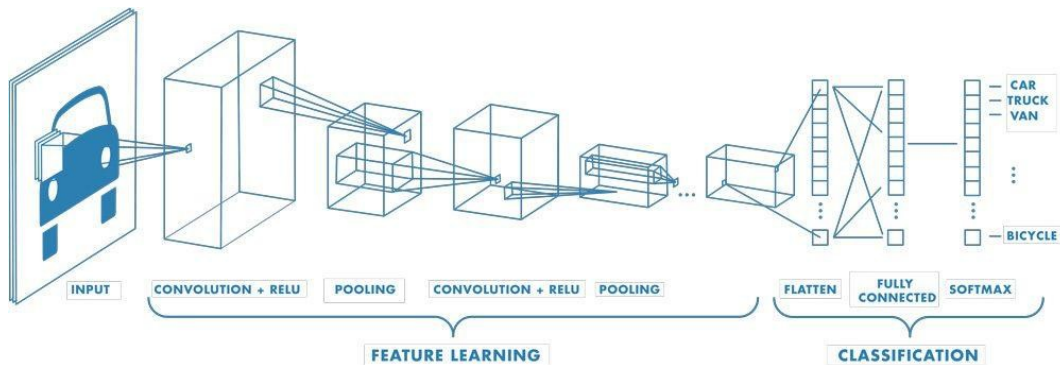 CAR
TRUCK
VAN
BICYCLE
INPUT
CONVOLUTION + RELU
POOLING
CONVOLUTION + RELU
POOLING
FLATTEN
FULLY
CONNECTED
SOFTMAX
FEATURE LEARNING
CLASSIFICATION